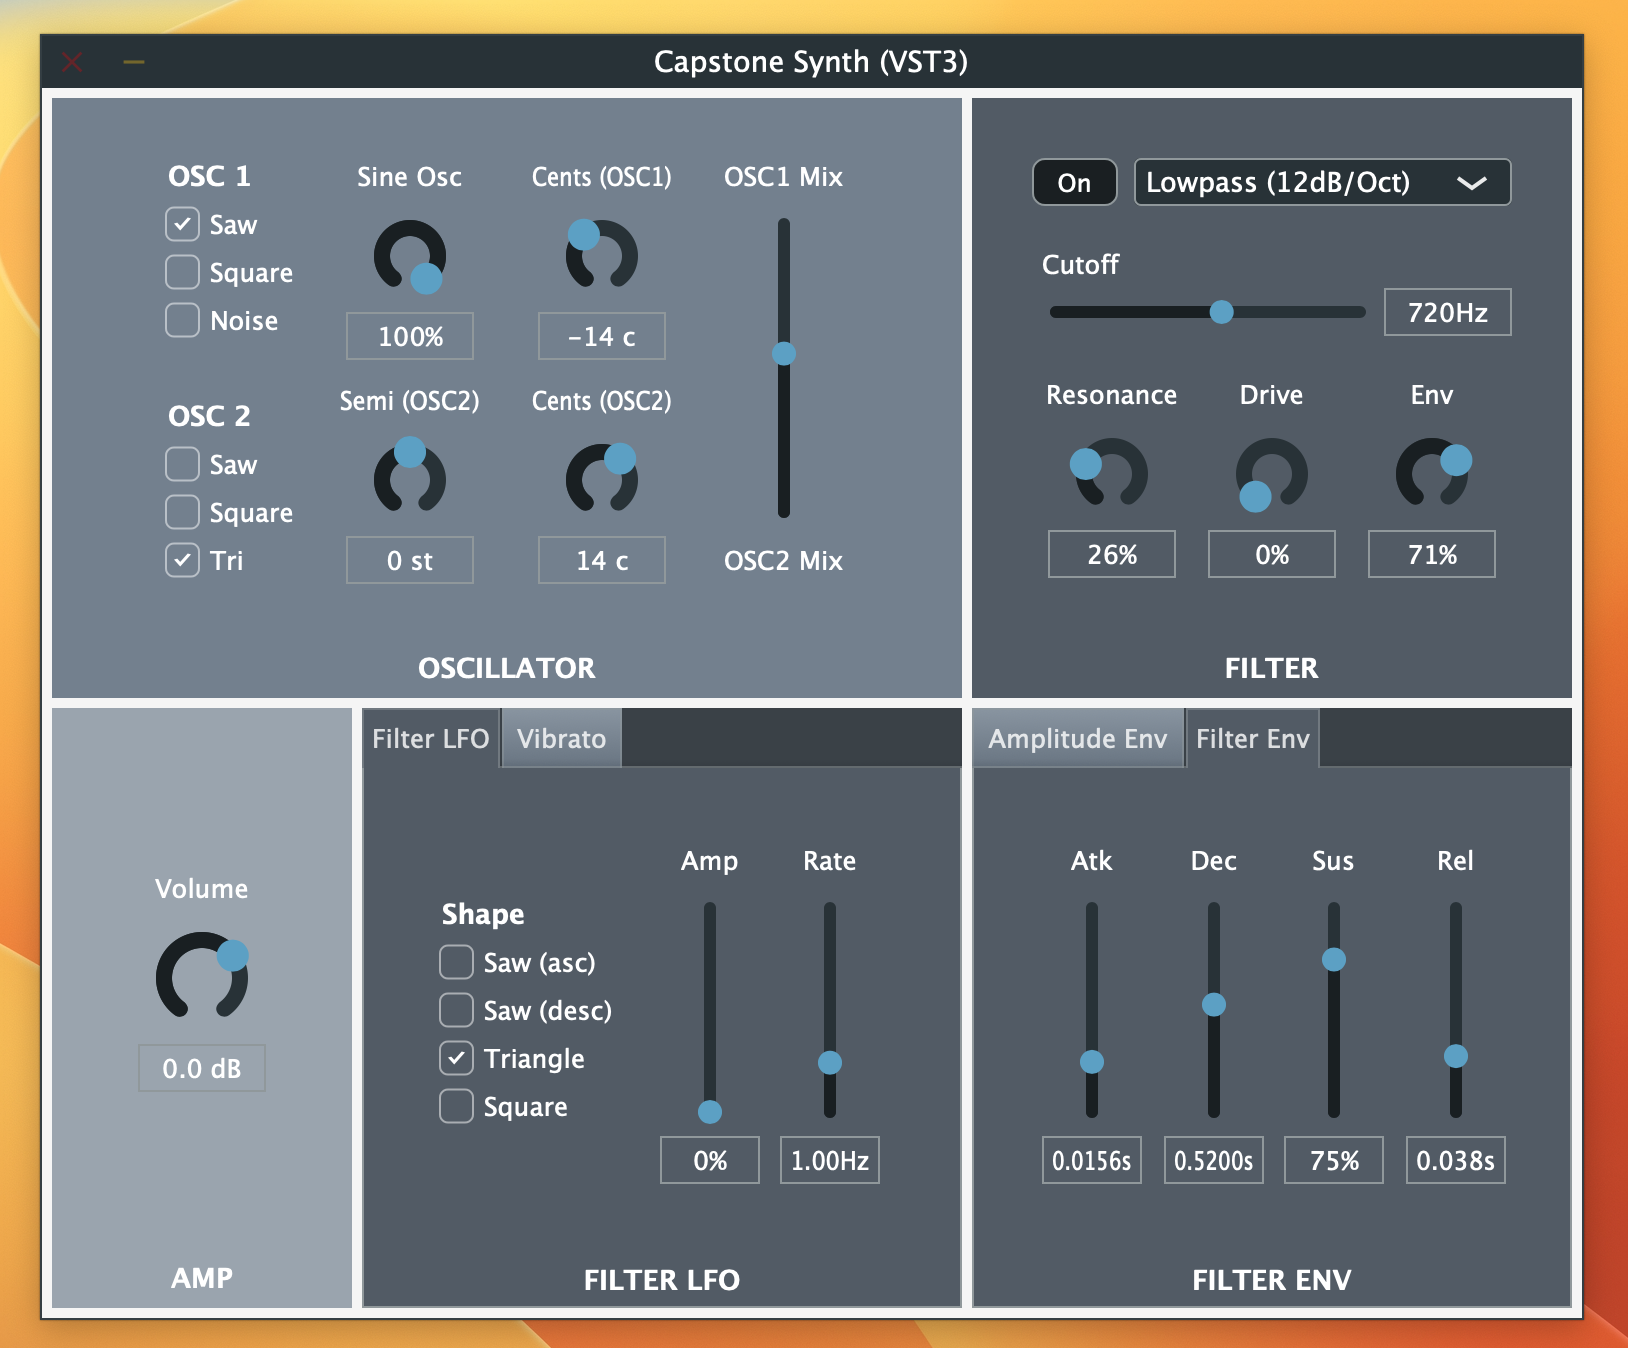 Capstone Synth (VST3)
OSC 1
Saw
Square
Noise
Sine Osc
100%
Cents (OSC1)
−14 c
OSC1 Mix
OSC 2
Saw
Square
Tri
Semi (OSC2)
0 st
Cents (OSC2)
14 c
OSC2 Mix
OSCILLATOR
On
Lowpass (12dB/Oct)
Cutoff
720Hz
Resonance
26%
Drive
0%
Env
71%
FILTER
Volume
0.0 dB
AMP
Filter LFO
Vibrato
Shape
Saw (asc)
Saw (desc)
Triangle
Square
Amp
0%
Rate
1.00Hz
FILTER LFO
Amplitude Env
Filter Env
Atk
0.0156s
Dec
0.5200s
Sus
75%
Rel
0.038s
FILTER ENV